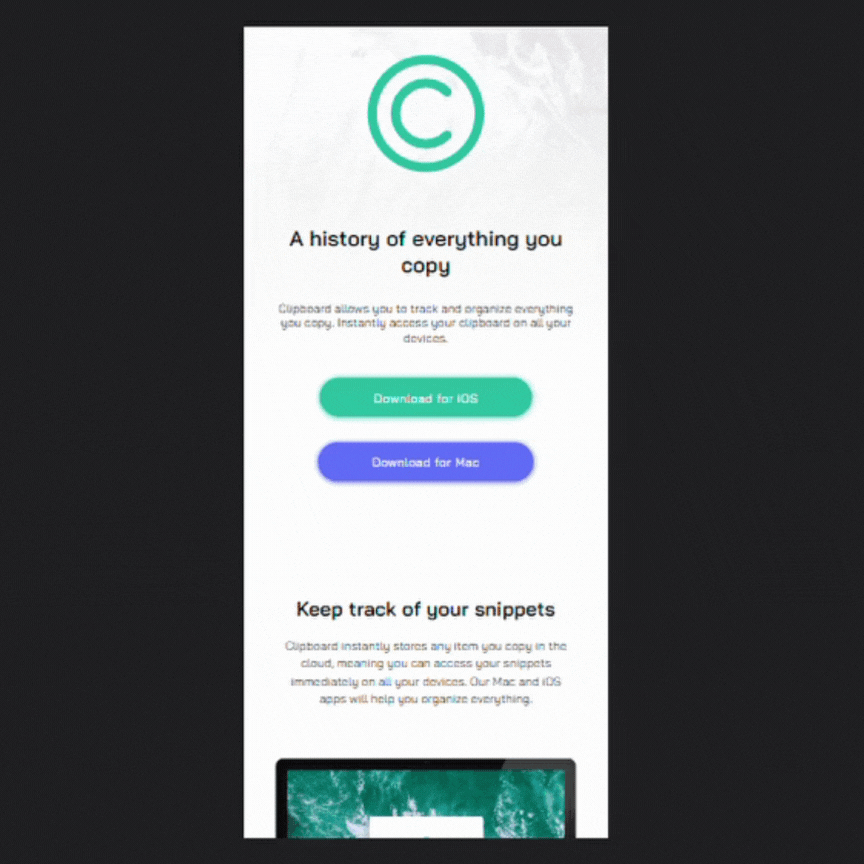 A history of everything you
copy
Clipboard allows you to track and organize everything
you copy. Instantly access your clipboard on all your
devices.
Download for iOS
Download for Mac
Keep track of your snippets
Clipboard instantly stores any item you copy in the
cloud, meaning you can access your snippets
immediately on all your devices. Our Mac and iOS
apps will help you organize everything.